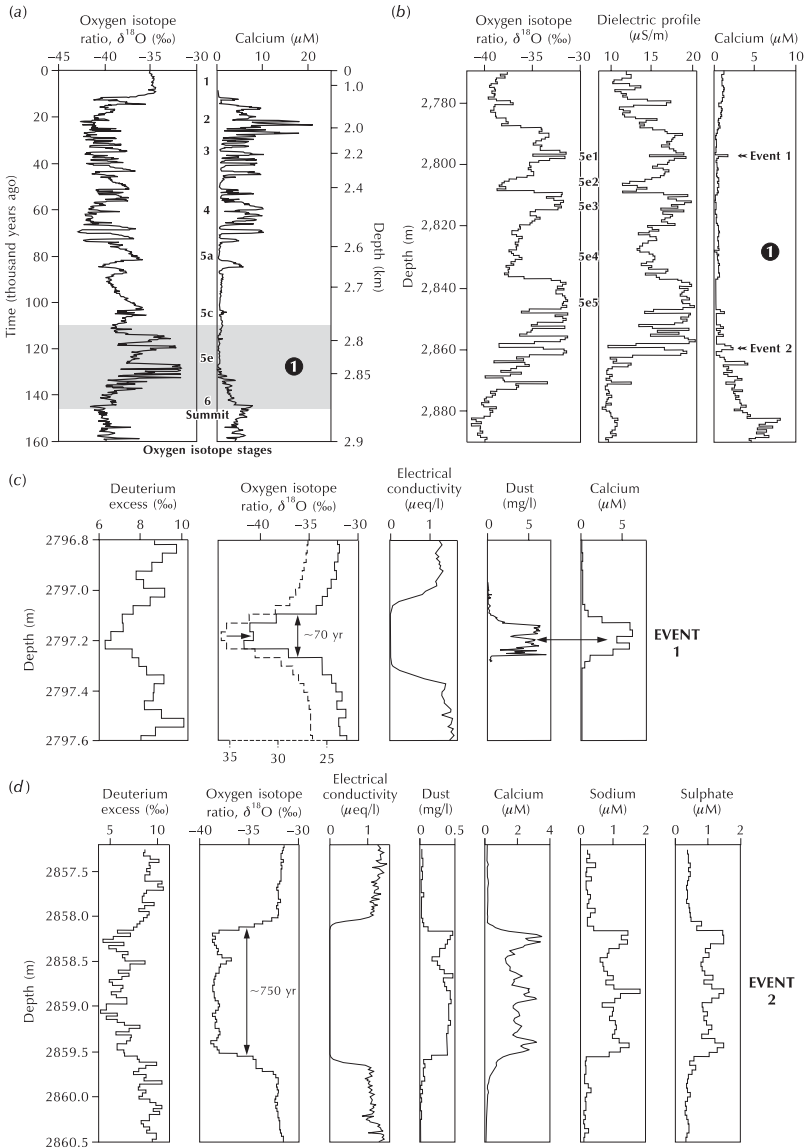 (a)
Oxygen isotope
ratio, δ¹⁸O (‰)
−45 −40 −35 −30
Calcium (μM)
0 10 20
Time (thousand years ago)
0
20
40
60
80
100
120
140
160
1
2
3
4
5a
5c
5e
6
Summit
Oxygen isotope stages
0
1.0
2.0
2.2
2.4
2.6
2.7
2.8
2.85
2.9
Depth (km)
1
(b)
Oxygen isotope
ratio, δ¹⁸O (‰)
−40 −35 −30
Dielectric profile
(μS/m)
10 15 20
Calcium (μM)
0 5 10
Depth (m)
2,780
2,800
2,820
2,840
2,860
2,880
5e1
5e2
5e3
5e4
5e5
Event 1
1
Event 2
(c)
Deuterium
excess (‰)
6 8 10
Oxygen isotope
ratio, δ¹⁸O (‰)
−40 −35 −30
Electrical
conductivity
(μeq/l)
0 1
Dust
(mg/l)
0 5
Calcium
(μM)
0 5
Depth (m)
2796.8
2797.0
2797.2
2797.4
2797.6
~70 yr
35 30 25
EVENT
1
(d)
Deuterium
excess (‰)
5 10
Oxygen isotope
ratio, δ¹⁸O (‰)
−40 −35 −30
Electrical
conductivity
(μeq/l)
0 1
Dust
(mg/l)
0 0.5
Calcium
(μM)
0 2 4
Sodium
(μM)
0 1 2
Sulphate
(μM)
0 1 2
Depth (m)
2857.5
2858.0
2858.5
2859.0
2859.5
2860.0
2860.5
~750 yr
EVENT
2